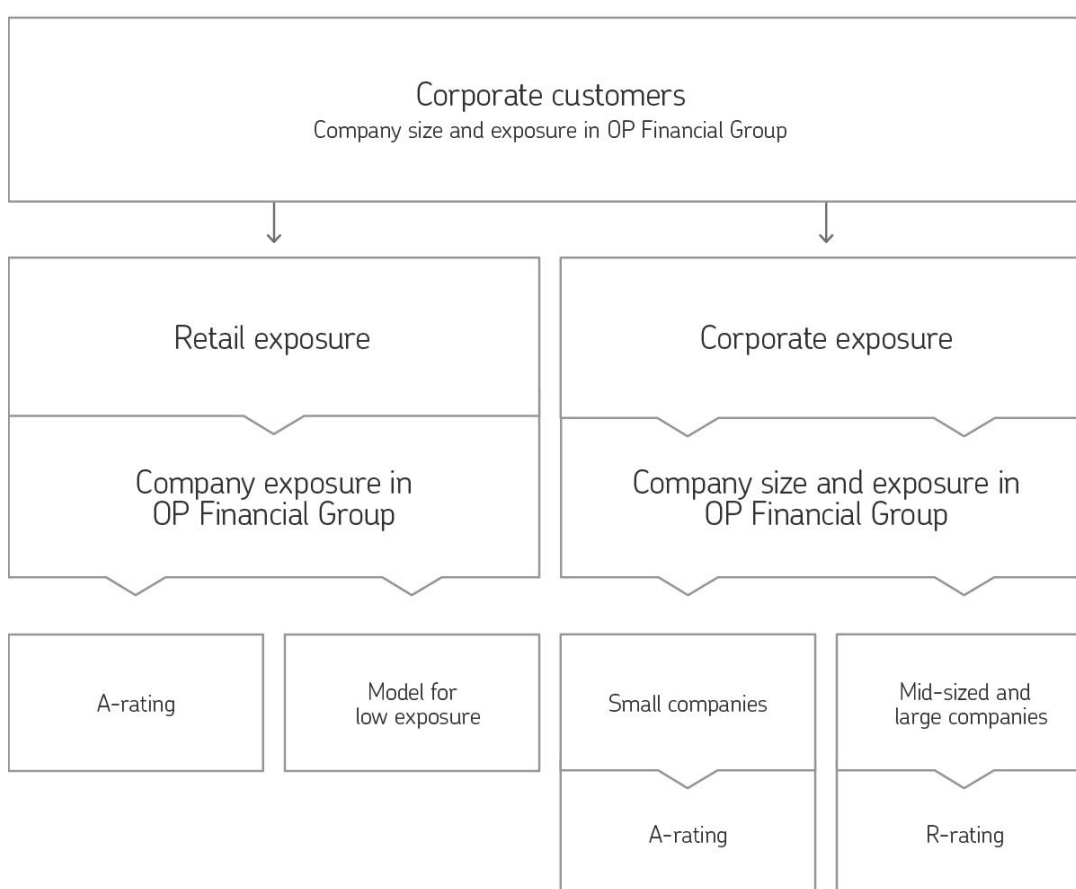 Corporate customers
Company size and exposure in OP Financial Group
Retail exposure
Corporate exposure
Company exposure in
OP Financial Group
Company size and exposure in
OP Financial Group
A-rating
Model for
low exposure
Small companies
Mid-sized and
large companies
A-rating
R-rating